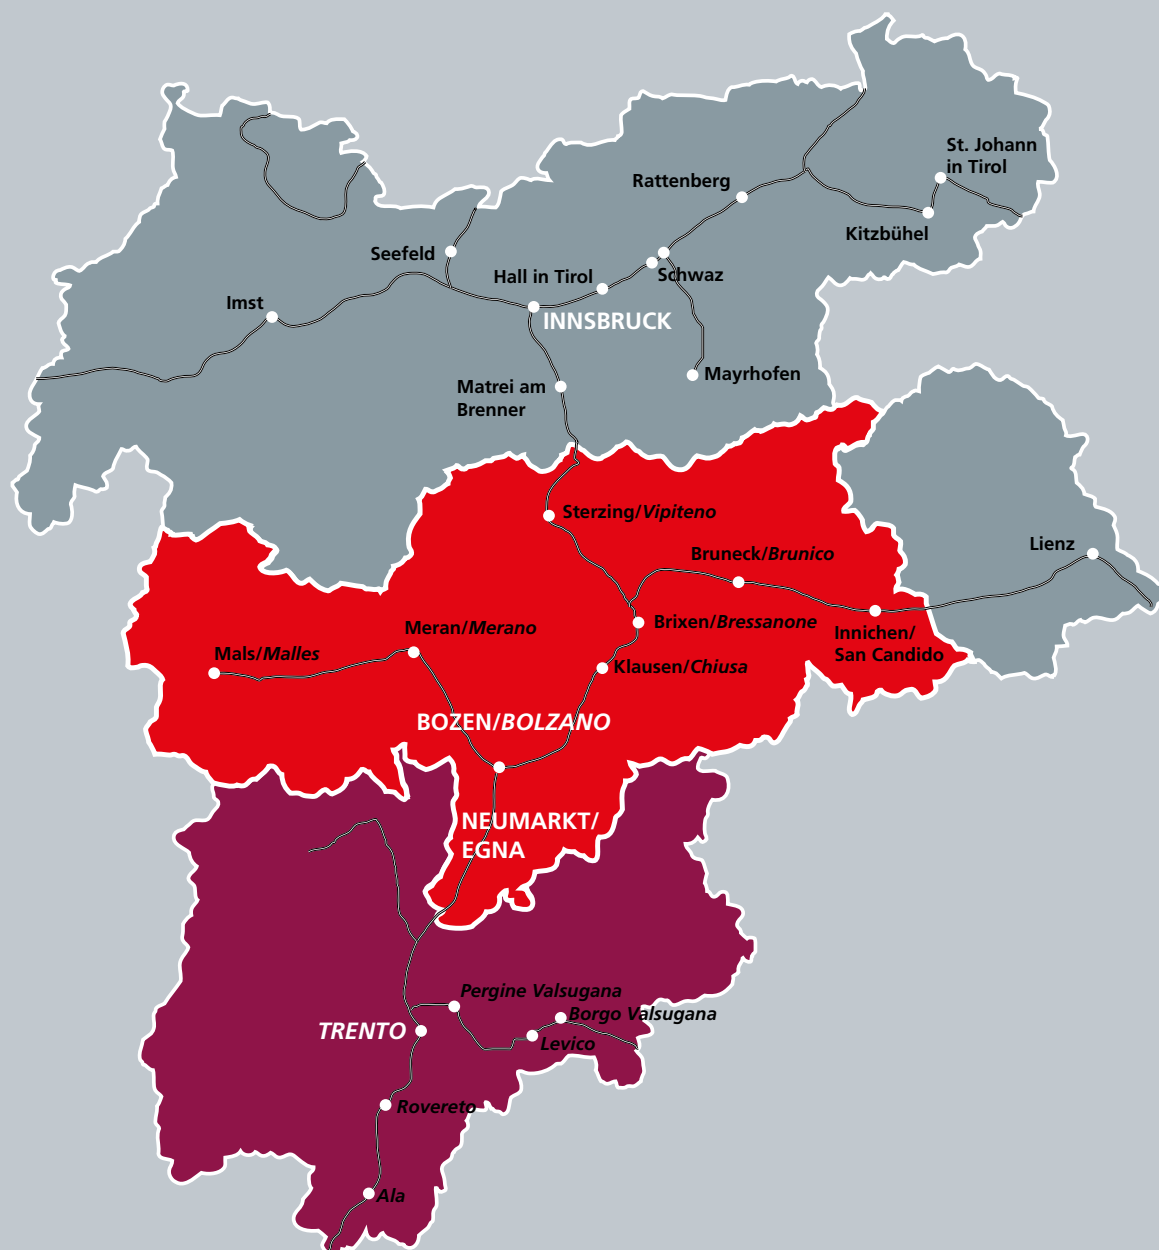 St. Johann
in Tirol
Rattenberg
Kitzbühel
Seefeld
Hall in Tirol
Schwaz
Imst
INNSBRUCK
Mayrhofen
Matrei am
Brenner
Sterzing/Vipiteno
Bruneck/Brunico
Lienz
Brixen/Bressanone
Meran/Merano
Innichen/
San Candido
Mals/Malles
Klausen/Chiusa
BOZEN/BOLZANO
NEUMARKT/
EGNA
Pergine Valsugana
Borgo Valsugana
TRENTO
Levico
Rovereto
Ala